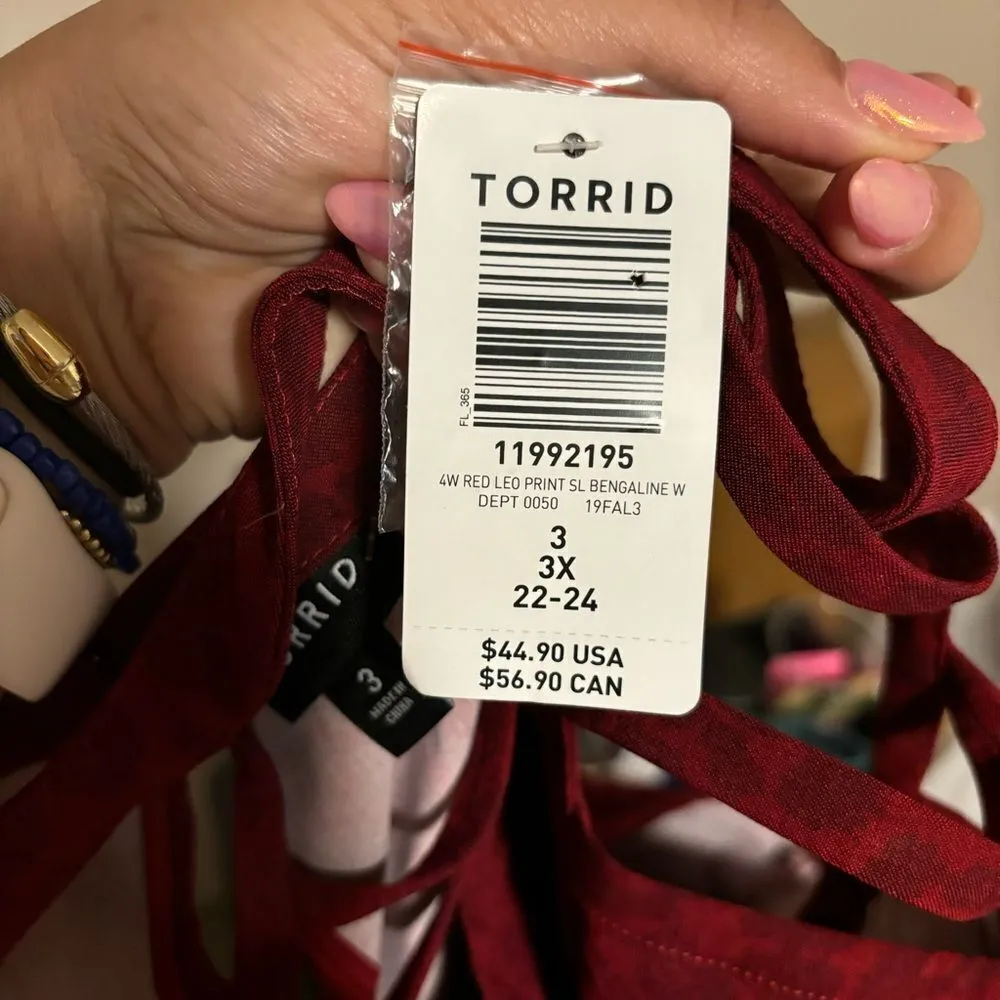 TORRID
FL_365
11992195
4W RED LEO PRINT SL BENGALINE W
DEPT 0050 19FAL3
3
3X
22-24
$44.90 USA
$56.90 CAN
ORRID
3
MADE IN
CHINA